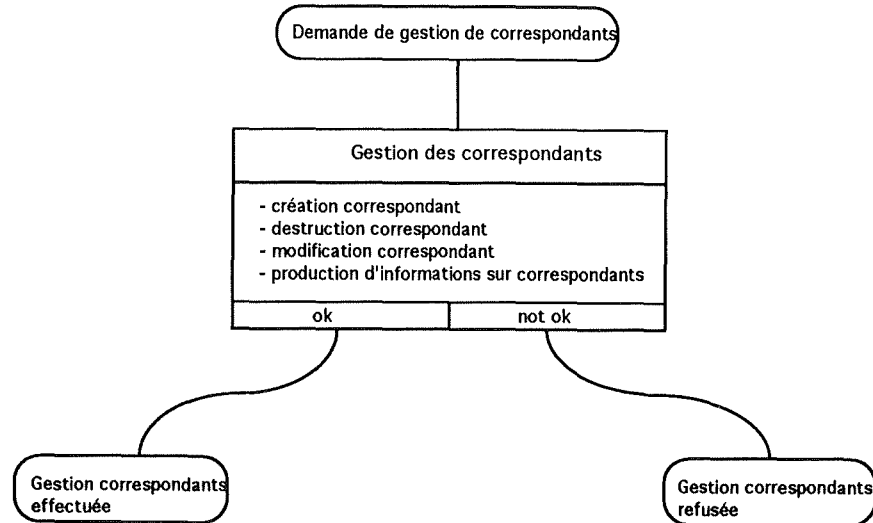 Demande de gestion de correspondants
Gestion des correspondants
- création correspondant
- destruction correspondant
- modification correspondant
- production d'informations sur correspondants
ok
not ok
Gestion correspondants
effectuée
Gestion correspondants
refusée